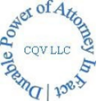 Durable Power of Attorney In Fact |
CQV LLC